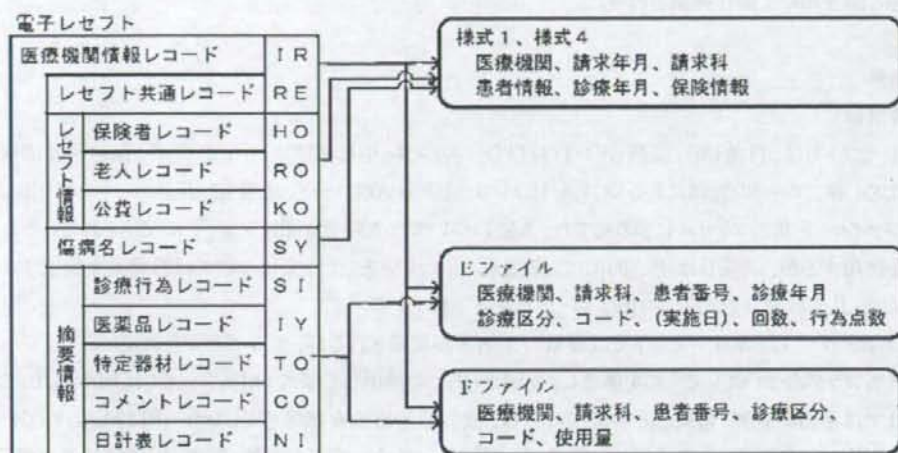 電子レセプト
医療機関情報レコード IR
レセプト共通レコード RE
レセプト情報
保険者レコード HO
老人レコード RO
公費レコード KO
傷病名レコード SY
摘要情報
診療行為レコード SI
医薬品レコード IY
特定器材レコード TO
コメントレコード CO
日計表レコード NI
様式1、様式4
医療機関、請求年月、請求科
患者情報、診療年月、保険情報
Eファイル
医療機関、請求科、患者番号、診療年月
診療区分、コード、(実施日)、回数、行為点数
Fファイル
医療機関、請求科、患者番号、診療区分、
コード、使用量